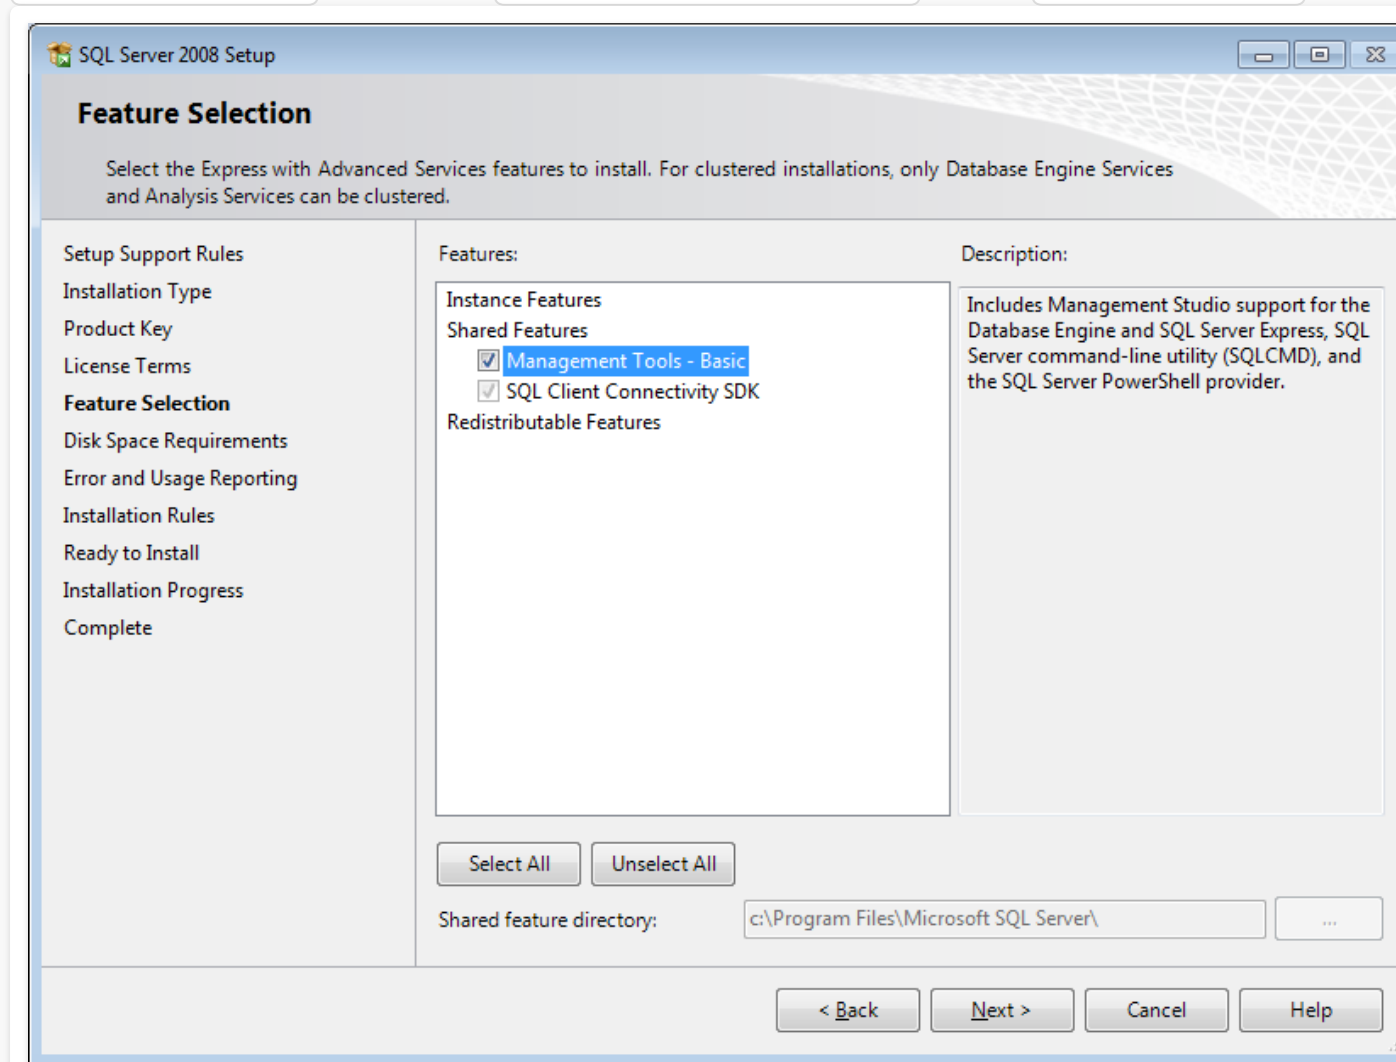 SQL Server 2008 Setup
Feature Selection
Select the Express with Advanced Services features to install. For clustered installations, only Database Engine Services
and Analysis Services can be clustered.
Setup Support Rules
Installation Type
Product Key
License Terms
Feature Selection
Disk Space Requirements
Error and Usage Reporting
Installation Rules
Ready to Install
Installation Progress
Complete
Features:
Instance Features
Shared Features
Management Tools - Basic
SQL Client Connectivity SDK
Redistributable Features
Description:
Includes Management Studio support for the
Database Engine and SQL Server Express, SQL
Server command-line utility (SQLCMD), and
the SQL Server PowerShell provider.
Select All
Unselect All
Shared feature directory:
c:\Program Files\Microsoft SQL Server\
...
< Back
Next >
Cancel
Help